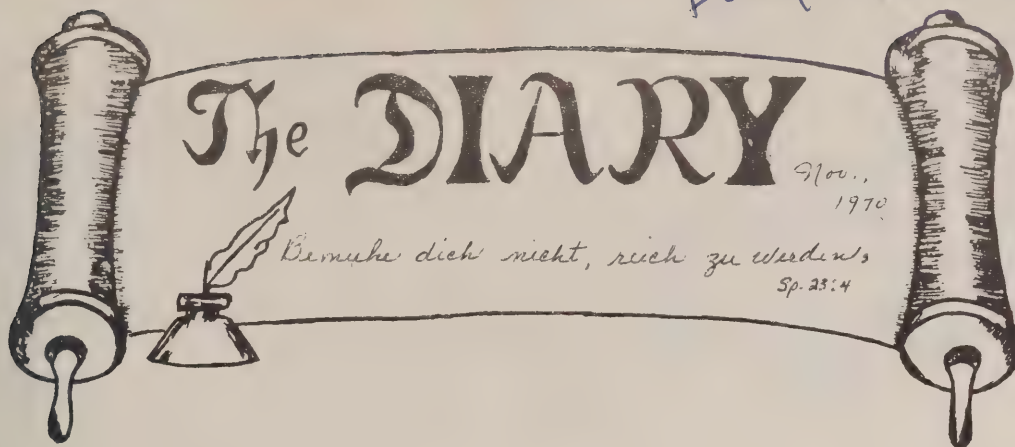 The DIARY
Nov.,
1970
Bemuhe dich nicht, reich zu werden,
Sp. 23:4